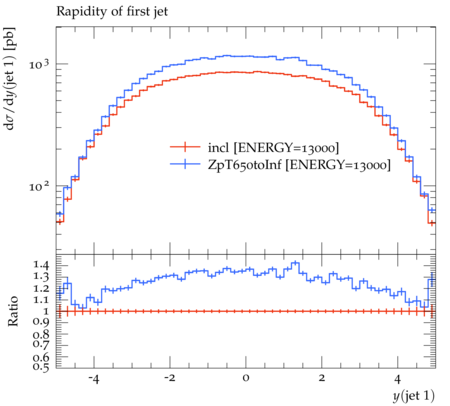 Rapidity of first jet
dσ/dy(jet 1) [pb]
10³
incl [ENERGY=13000]
ZpT650toInf [ENERGY=13000]
10²
Ratio
1.4
1.3
1.2
1.1
1
0.9
0.8
0.7
0.6
0.5
-4 -2 0 2 4
y(jet 1)